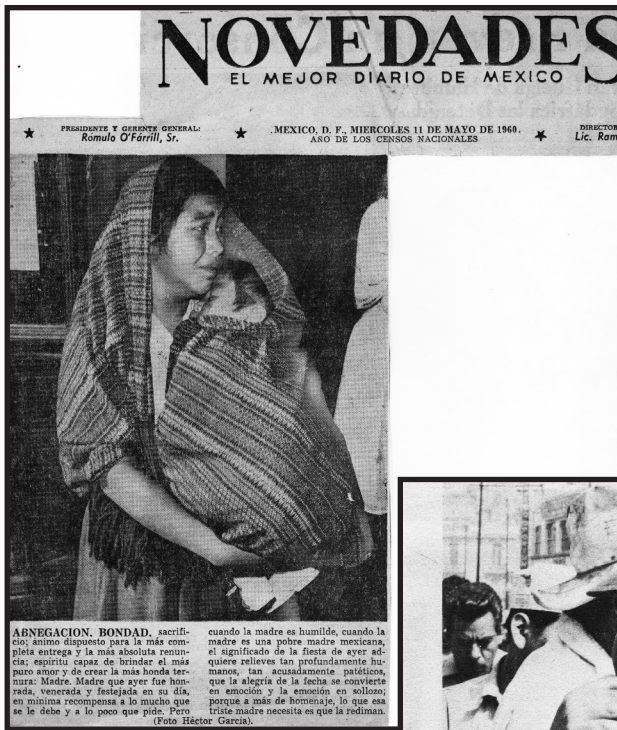 NOVEDADES
EL MEJOR DIARIO DE MEXICO
PRESIDENTE Y GERENTE GENERAL:
Rómulo O'Fárrill, Sr.
MEXICO, D. F., MIERCOLES 11 DE MAYO DE 1960.
AÑO DE LOS CENSOS NACIONALES
DIRECTOR
Lic. Ram
ABNEGACION, BONDAD, sacrifi-
cio; ánimo dispuesto para la más com-
pleta entrega y la más absoluta renun-
cia; espíritu capaz de brindar el más
puro amor y de crear la más honda ter-
nura: Madre. Madre que ayer fue hon-
rada, venerada y festejada en su día,
en mínima recompensa a lo mucho que
se le debe y a lo poco que pide. Pero
cuando la madre es humilde, cuando la
madre es una pobre madre mexicana,
el significado de la fiesta de ayer ad-
quiere relieves tan profundamente hu-
manos, tan acusadamente patéticos,
que la alegría de la fecha se convierte
en emoción y la emoción en sollozo;
porque a más de homenaje, lo que esa
triste madre necesita es que la rediman.
(Foto Héctor García).